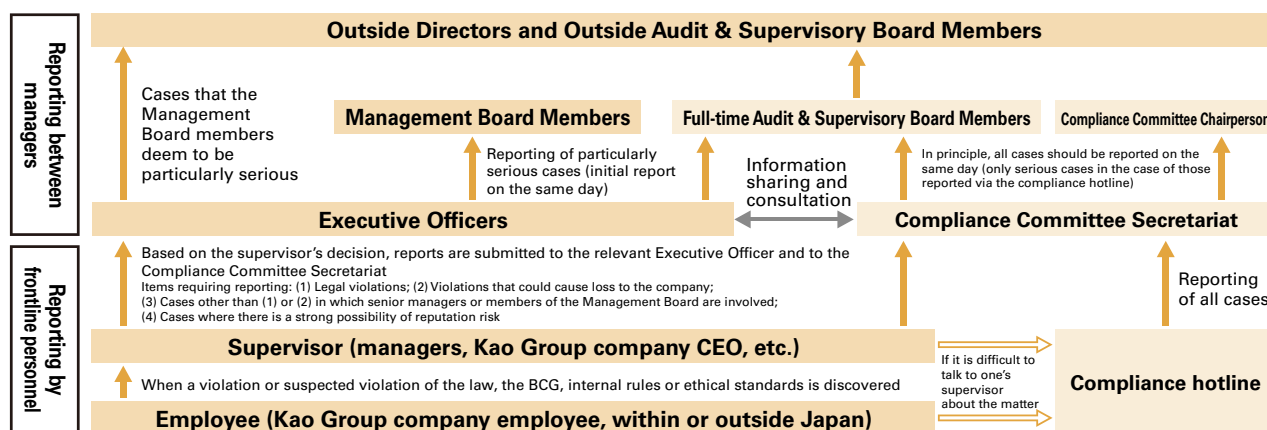 Reporting between
managers
Outside Directors and Outside Audit & Supervisory Board Members
Cases that the
Management
Board members
deem to be
particularly serious
Management Board Members
Full-time Audit & Supervisory Board Members
Compliance Committee Chairperson
Reporting of particularly
serious cases (initial report
on the same day)
Information
sharing and
consultation
In principle, all cases should be reported on the
same day (only serious cases in the case of those
reported via the compliance hotline)
Executive Officers
Compliance Committee Secretariat
Reporting by
frontline personnel
Based on the supervisor's decision, reports are submitted to the relevant Executive Officer and to the
Compliance Committee Secretariat
Items requiring reporting: (1) Legal violations; (2) Violations that could cause loss to the company;
(3) Cases other than (1) or (2) in which senior managers or members of the Management Board are involved;
(4) Cases where there is a strong possibility of reputation risk
Reporting
of all cases
Supervisor (managers, Kao Group company CEO, etc.)
When a violation or suspected violation of the law, the BCG, internal rules or ethical standards is discovered
If it is difficult to
talk to one's
supervisor
about the matter
Compliance hotline
Employee (Kao Group company employee, within or outside Japan)